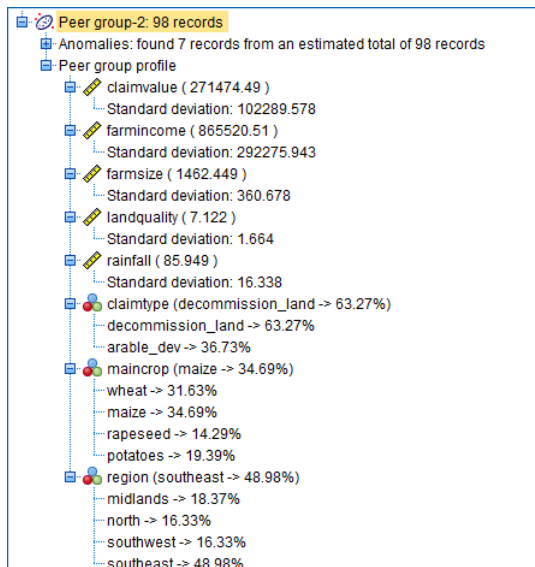 Peer group-2: 98 records
Anomalies: found 7 records from an estimated total of 98 records
Peer group profile
claimvalue ( 271474.49 )
Standard deviation: 102289.578
farmincome ( 865520.51 )
Standard deviation: 292275.943
farmsize ( 1462.449 )
Standard deviation: 360.678
landquality ( 7.122 )
Standard deviation: 1.664
rainfall ( 85.949 )
Standard deviation: 16.338
claimtype (decommission_land -> 63.27%)
decommission_land -> 63.27%
arable_dev -> 36.73%
maincrop (maize -> 34.69%)
wheat -> 31.63%
maize -> 34.69%
rapeseed -> 14.29%
potatoes -> 19.39%
region (southeast -> 48.98%)
midlands -> 18.37%
north -> 16.33%
southwest -> 16.33%
southeast -> 48.98%